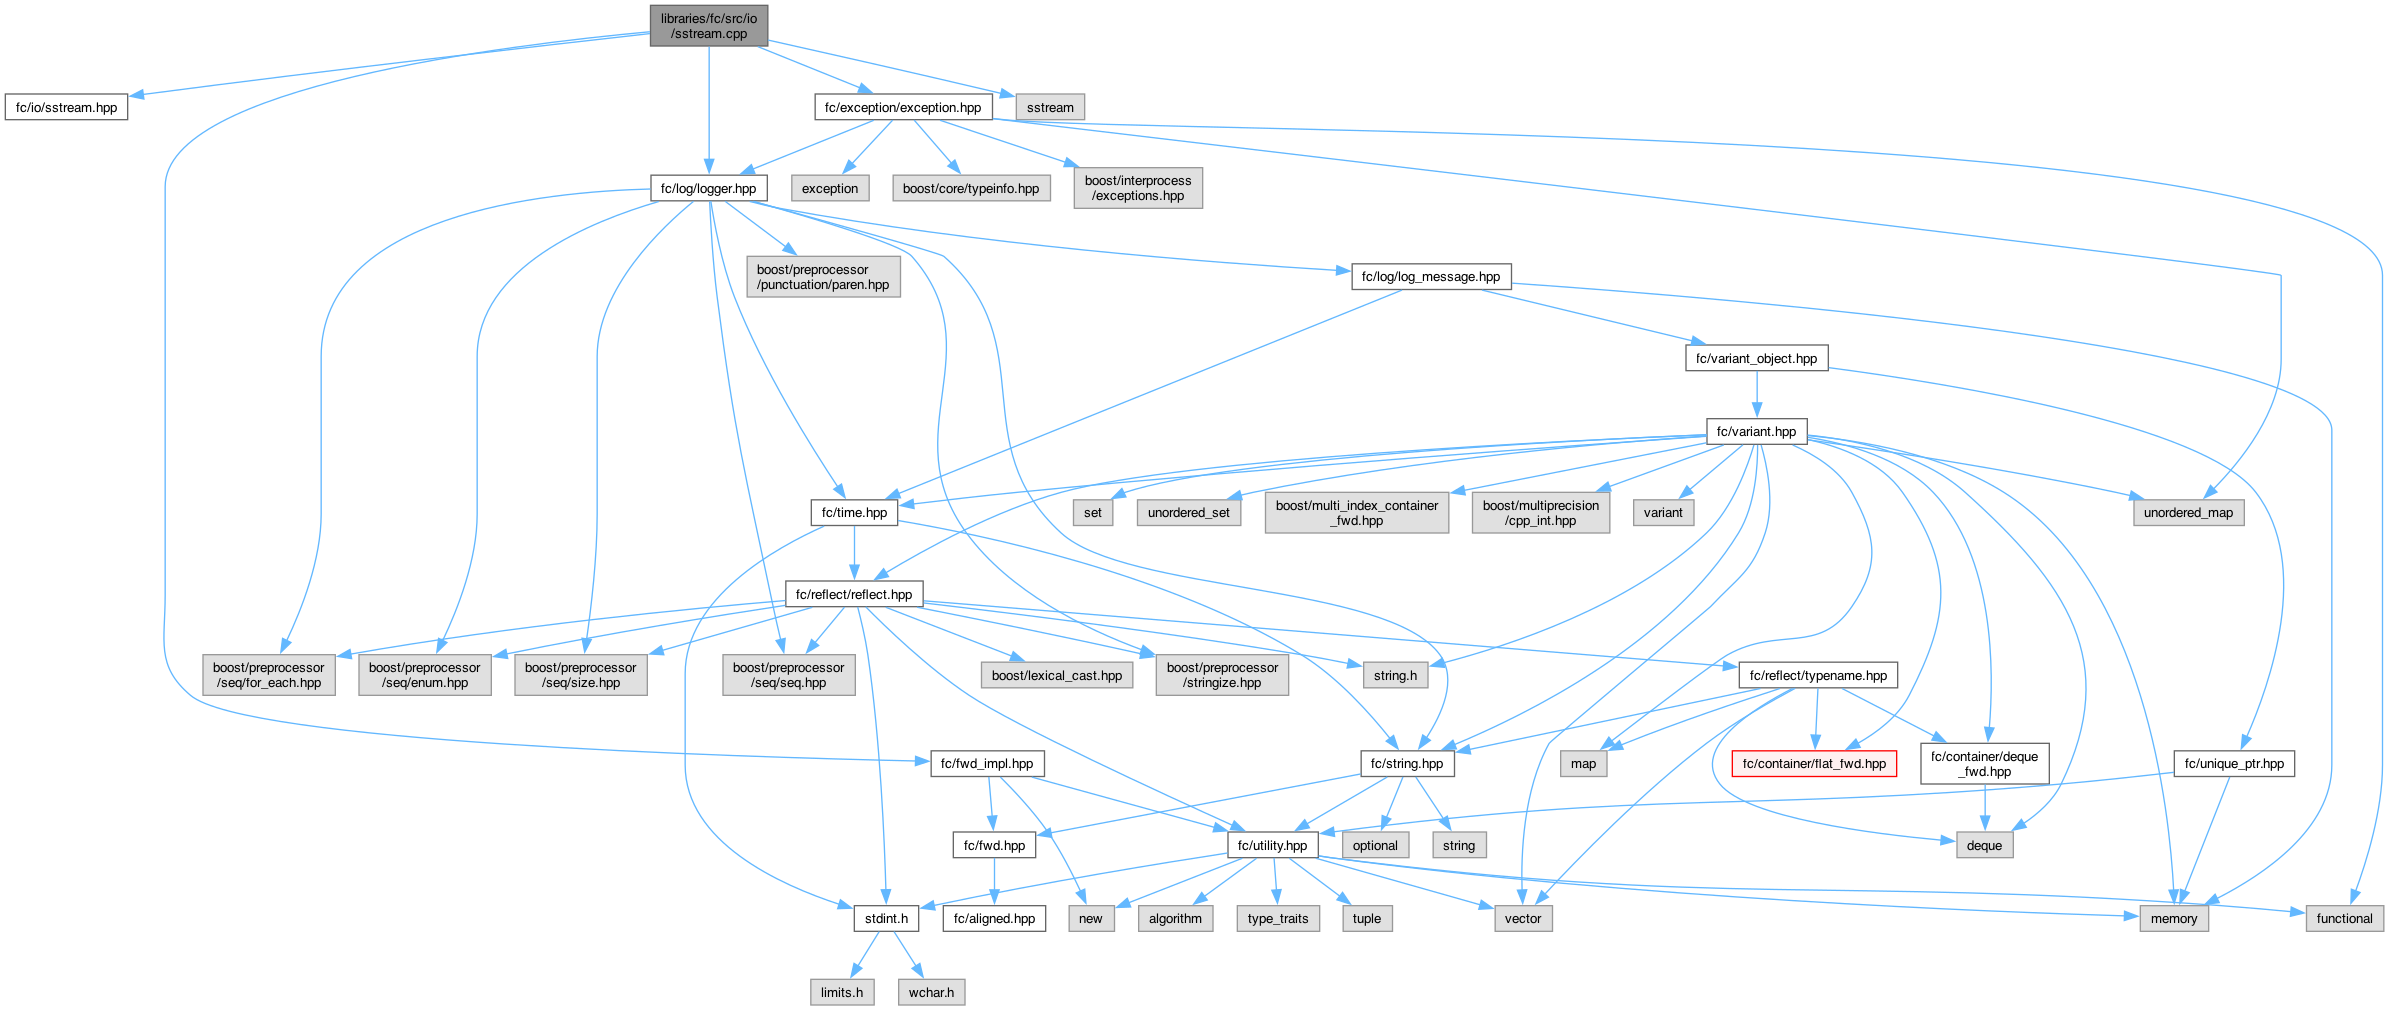 libraries/fc/src/io
/sstream.cpp
fc/io/sstream.hpp
fc/exception/exception.hpp
sstream
fc/log/logger.hpp
exception
boost/core/typeinfo.hpp
boost/interprocess
/exceptions.hpp
boost/preprocessor
/punctuation/paren.hpp
fc/log/log_message.hpp
fc/variant_object.hpp
fc/variant.hpp
fc/time.hpp
set
unordered_set
boost/multi_index_container
_fwd.hpp
boost/multiprecision
/cpp_int.hpp
variant
unordered_map
fc/reflect/reflect.hpp
boost/preprocessor
/seq/for_each.hpp
boost/preprocessor
/seq/enum.hpp
boost/preprocessor
/seq/size.hpp
boost/preprocessor
/seq/seq.hpp
boost/lexical_cast.hpp
boost/preprocessor
/stringize.hpp
string.h
fc/reflect/typename.hpp
fc/fwd_impl.hpp
fc/string.hpp
map
fc/container/flat_fwd.hpp
fc/container/deque
_fwd.hpp
fc/unique_ptr.hpp
fc/fwd.hpp
fc/utility.hpp
optional
string
deque
stdint.h
fc/aligned.hpp
new
algorithm
type_traits
tuple
vector
memory
functional
limits.h
wchar.h